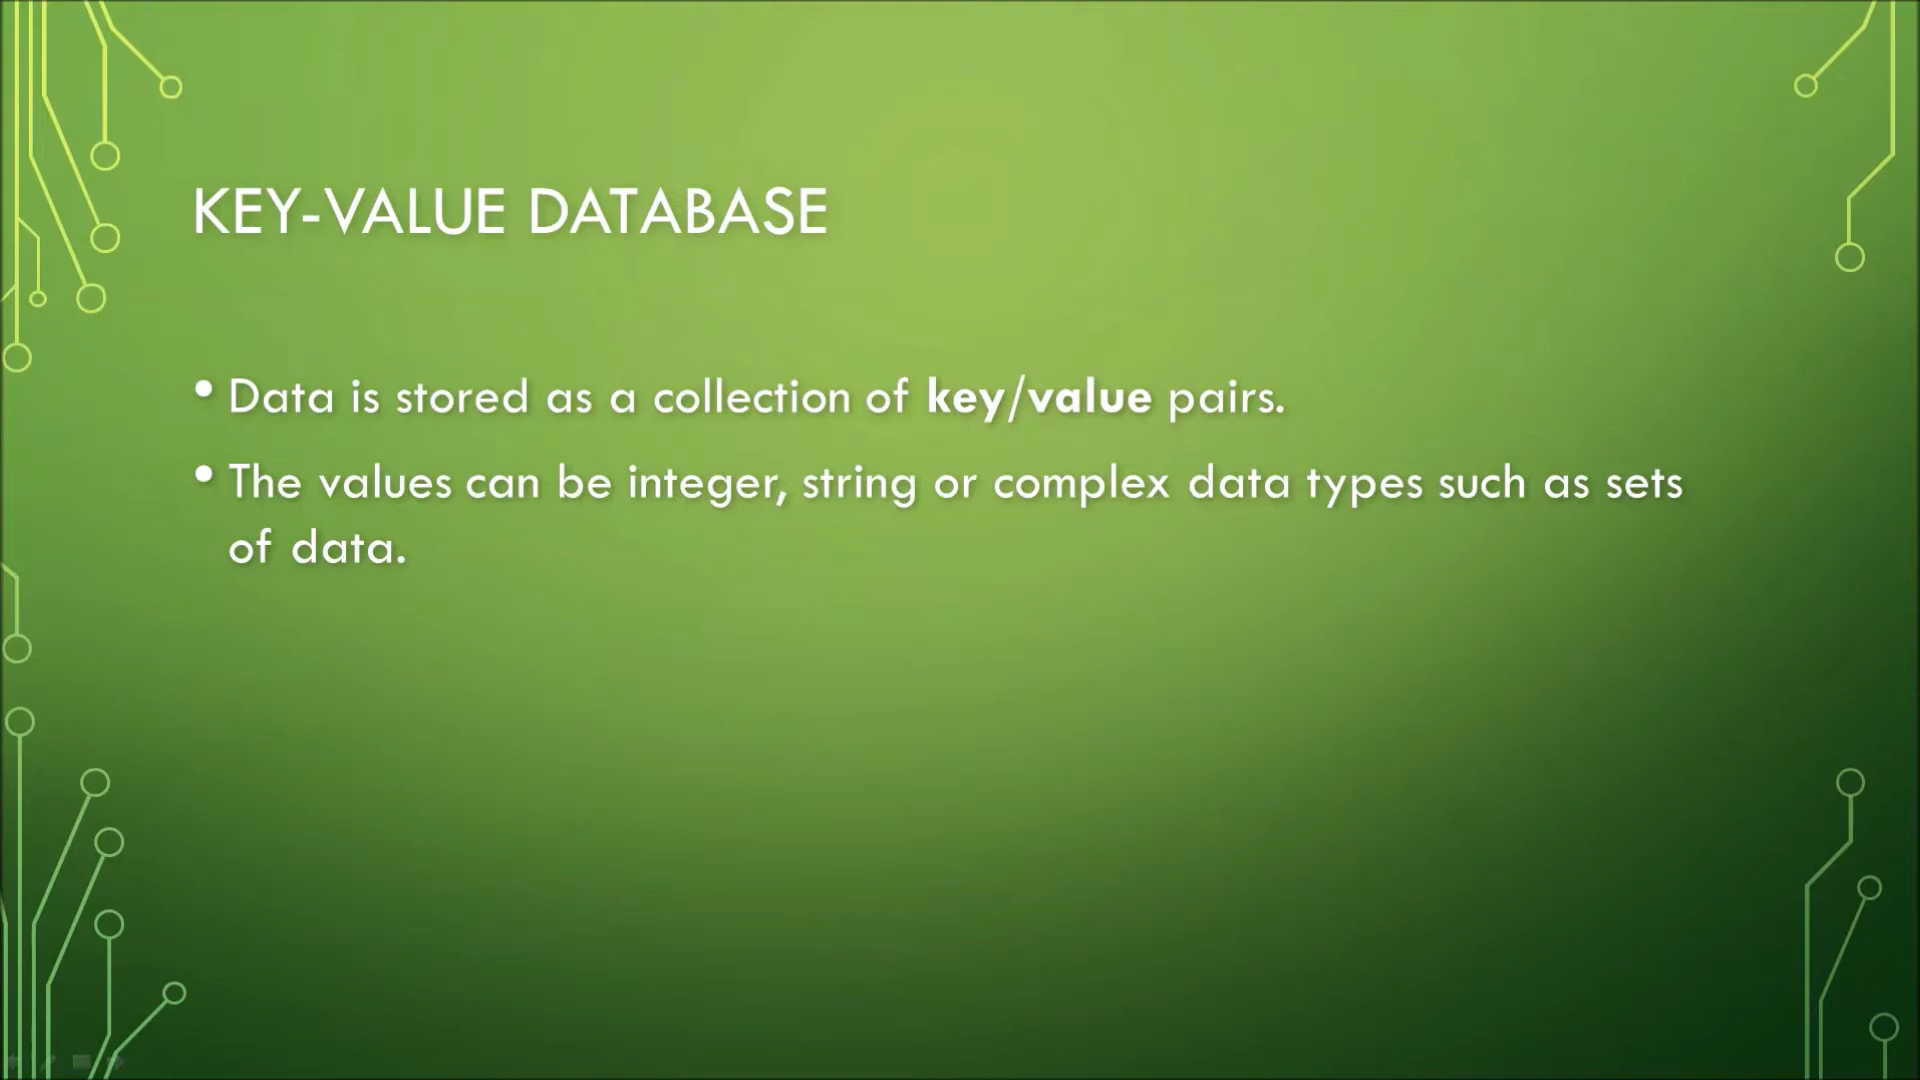 KEY-VALUE DATABASE
• Data is stored as a collection of key/value pairs.
• The values can be integer, string or complex data types such as sets
of data.